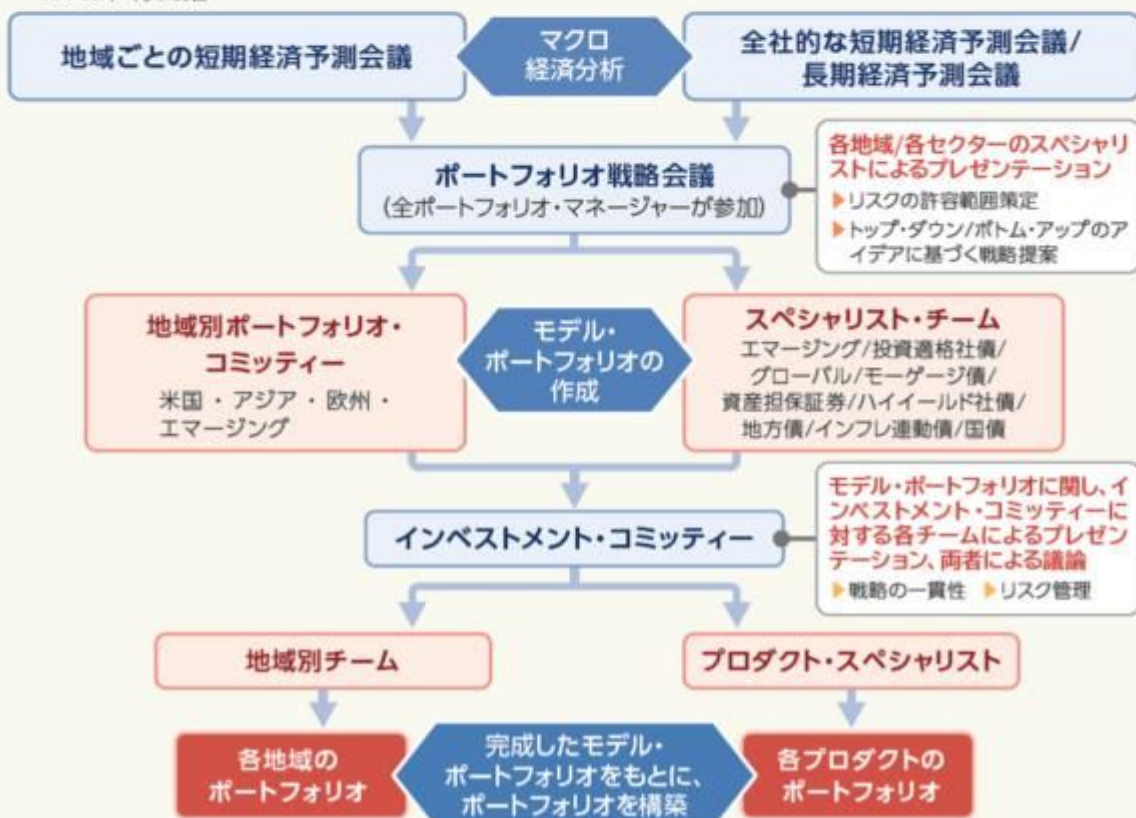 地域ごとの短期経済予測会議
マクロ
経済分析
全社的な短期経済予測会議/
長期経済予測会議
ポートフォリオ戦略会議
(全ポートフォリオ・マネージャーが参加)
各地域/各セクターのスペシャリ
ストによるプレゼンテーション
▶リスクの許容範囲策定
▶トップ・ダウン/ボトム・アップのア
イデアに基づく戦略提案
地域別ポートフォリオ・
コミッティー
米国・アジア・欧州・
エマージング
モデル・
ポートフォリオの
作成
スペシャリスト・チーム
エマージング/投資適格社債/
グローバル/モーゲージ債/
資産担保証券/ハイイールド社債/
地方債/インフレ連動債/国債
インベストメント・コミッティー
モデル・ポートフォリオに関し、イ
ンベストメント・コミッティーに
対する各チームによるプレゼン
テーション、両者による議論
▶戦略の一貫性 ▶リスク管理
地域別チーム
プロダクト・スペシャリスト
各地域の
ポートフォリオ
完成したモデル・
ポートフォリオをもとに、
ポートフォリオを構築
各プロダクトの
ポートフォリオ